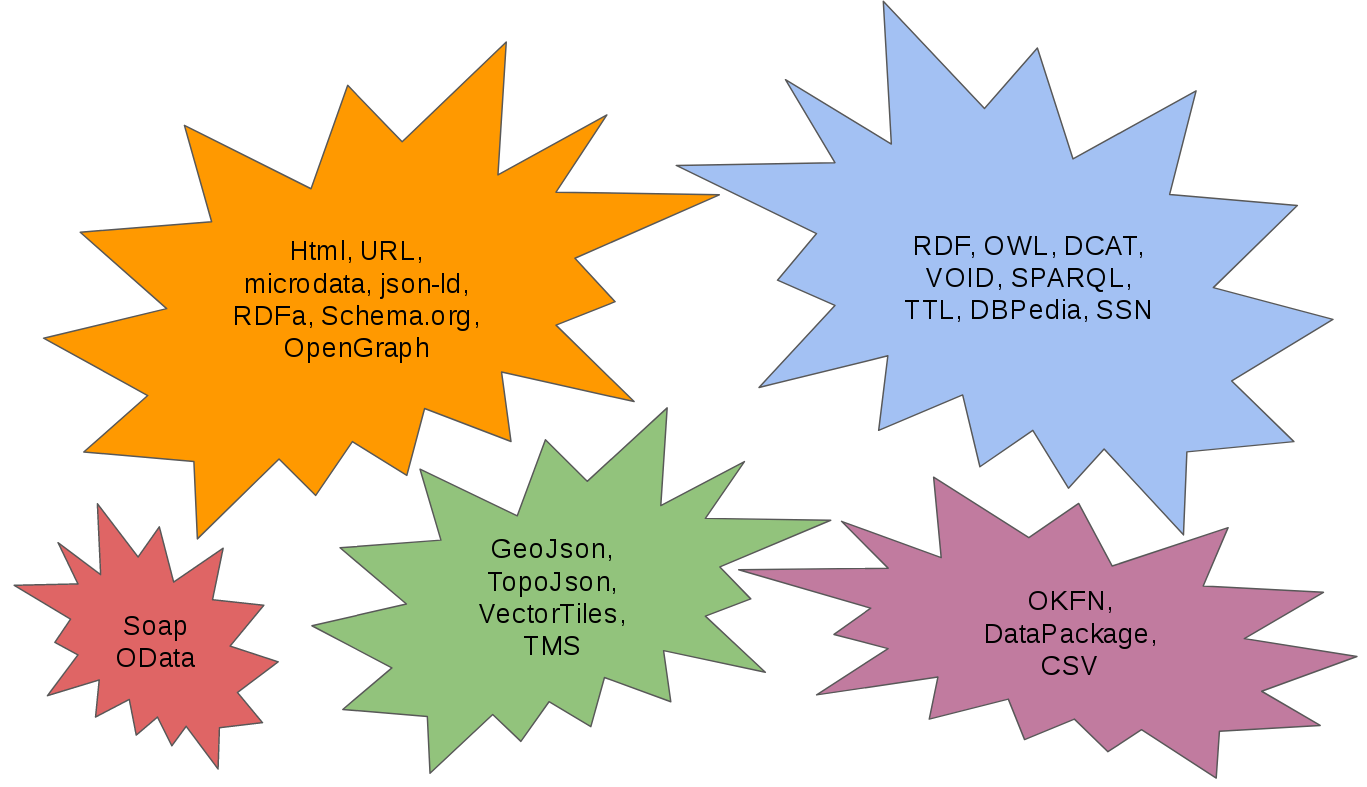 Html, URL,
microdata, json-ld,
RDFa, Schema.org,
OpenGraph
RDF, OWL, DCAT,
VOID, SPARQL,
TTL, DBPedia, SSN
Soap
OData
GeoJson,
TopoJson,
VectorTiles,
TMS
OKFN,
DataPackage,
CSV